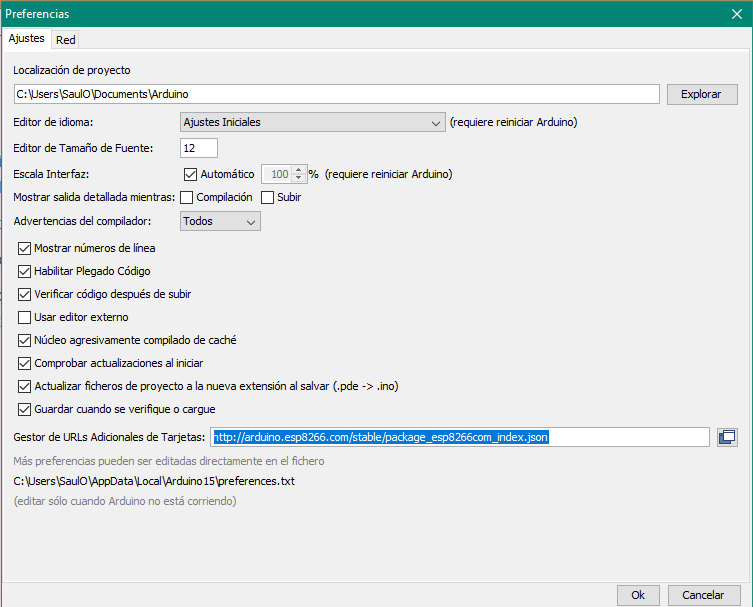 Preferencias
Ajustes Red
Localización de proyecto
C:\Users\SaulO\Documents\Arduino Explorar
Editor de idioma: Ajustes Iniciales (requiere reiniciar Arduino)
Editor de Tamaño de Fuente: 12
Escala Interfaz: Automático 100 % (requiere reiniciar Arduino)
Mostrar salida detallada mientras: Compilación Subir
Advertencias del compilador: Todos
Mostrar números de línea
Habilitar Plegado Código
Verificar código después de subir
Usar editor externo
Núcleo agresivamente compilado de caché
Comprobar actualizaciones al iniciar
Actualizar ficheros de proyecto a la nueva extensión al salvar (.pde -> .ino)
Guardar cuando se verifique o cargue
Gestor de URLs Adicionales de Tarjetas: http://arduino.esp8266.com/stable/package_esp8266com_index.json
Más preferencias pueden ser editadas directamente en el fichero
C:\Users\SaulO\AppData\Local\Arduino15\preferences.txt
(editar sólo cuando Arduino no está corriendo)
Ok Cancelar